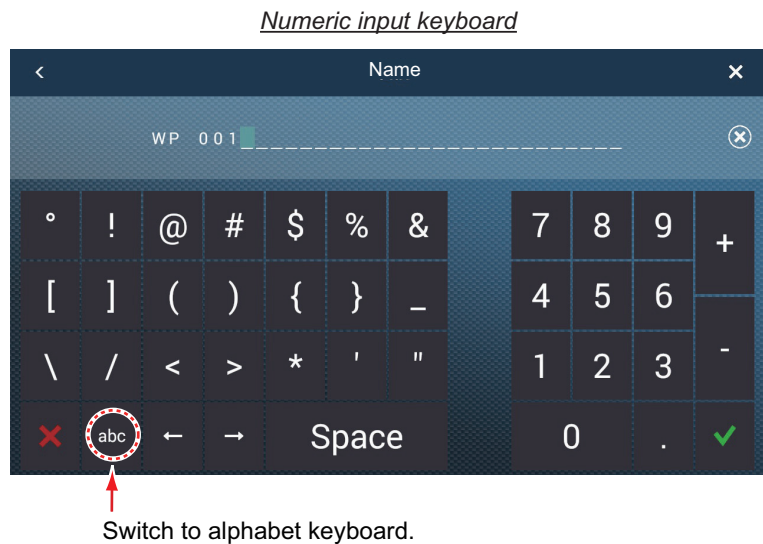 Numeric input keyboard
Name
WP 001
° ! @ # $ % & 7 8 9 +
[ ] ( ) { } _ 4 5 6
\ / < > * ' " 1 2 3 -
abc ← → Space 0 .
Switch to alphabet keyboard.